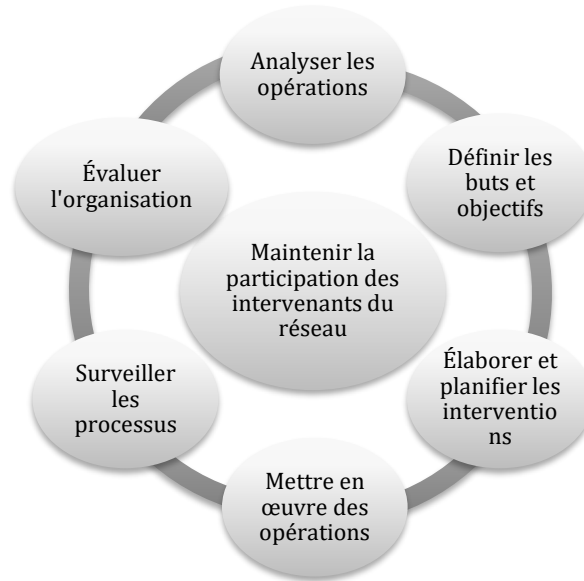 Analyser les
opérations
Définir les
buts et
objectifs
Élaborer et
planifier les
interventio
ns
Mettre en
œuvre des
opérations
Surveiller
les
processus
Évaluer
l'organisation
Maintenir la
participation des
intervenants du
réseau